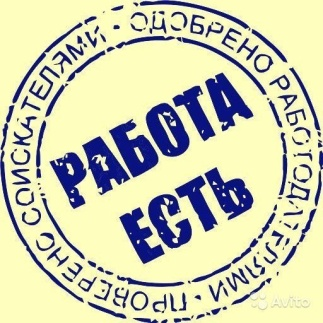 ОДОБРЕНО РАБОТОДАТЕЛЯМИ • ПРОВЕРЕНО СОИСКАТЕЛЯМИ •
РАБОТА
ЕСТЬ
Avito